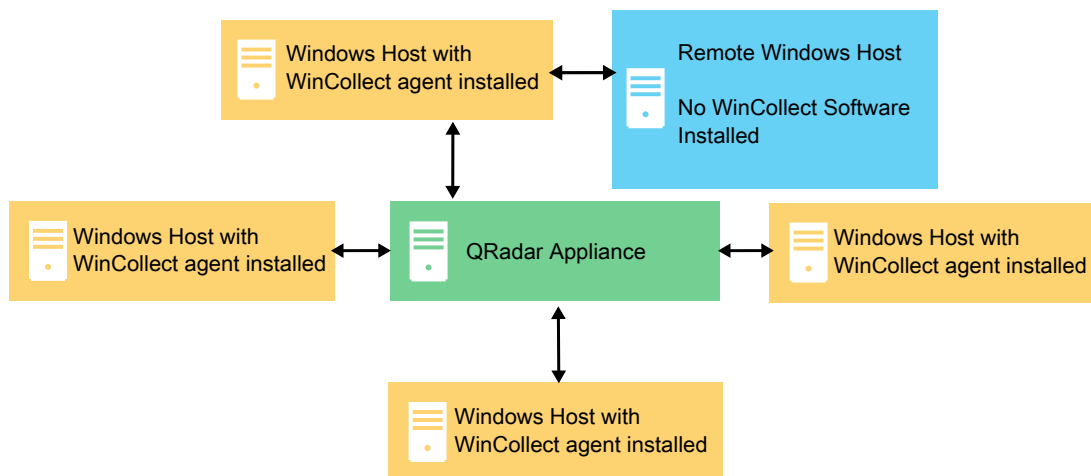 Windows Host with
WinCollect agent installed
Remote Windows Host
No WinCollect Software
Installed
Windows Host with
WinCollect agent installed
QRadar Appliance
Windows Host with
WinCollect agent installed
Windows Host with
WinCollect agent installed